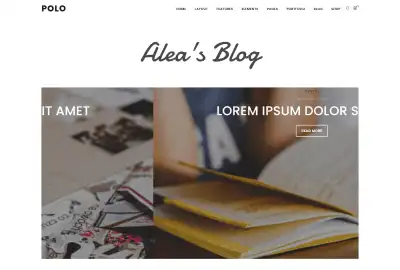 POLO
HOME LAYOUT FEATURES ELEMENTS PAGES PORTFOLIO BLOG SHOP
Alea's Blog
IT AMET
LOREM IPSUM DOLOR S
READ MORE